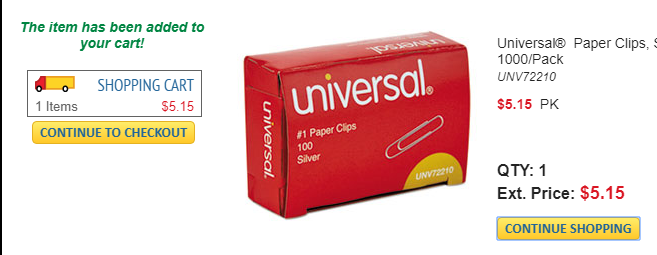 The item has been added to
your cart!
SHOPPING CART
1 Items $5.15
CONTINUE TO CHECKOUT
universal
universal®
#1 Paper Clips
100
Silver
UNV72210
universal.
Universal® Paper Clips,
1000/Pack
UNV72210
$5.15 PK
QTY: 1
Ext. Price: $5.15
CONTINUE SHOPPING